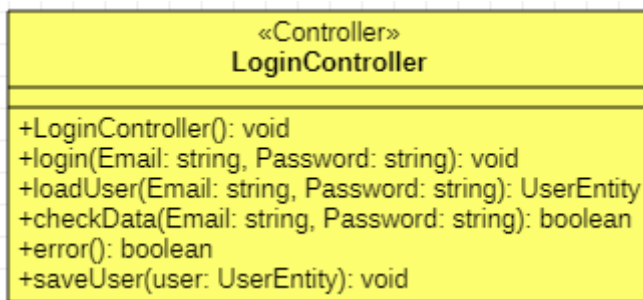 «Controller»
LoginController
+LoginController(): void
+login(Email: string, Password: string): void
+loadUser(Email: string, Password: string): UserEntity
+checkData(Email: string, Password: string): boolean
+error(): boolean
+saveUser(user: UserEntity): void